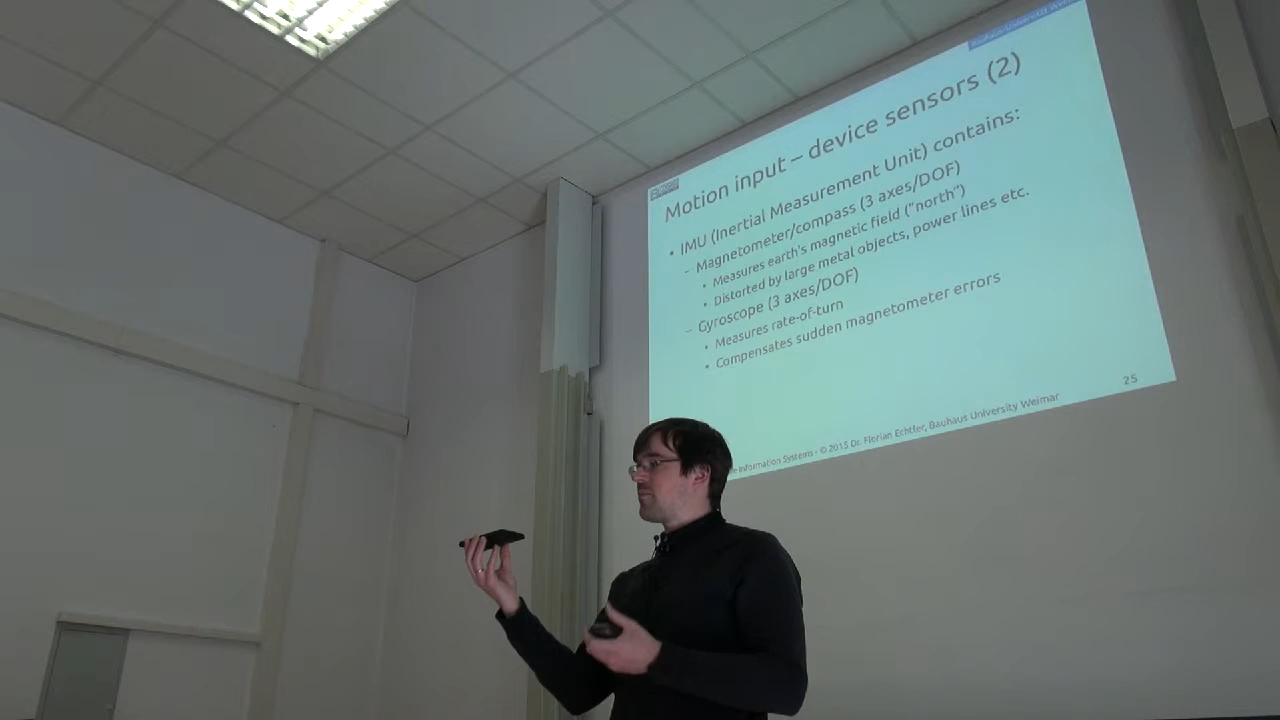 Motion input – device sensors (2)
• IMU (Inertial Measurement Unit) contains:
– Magnetometer/compass (3 axes/DOF)
• Measures earth's magnetic field ("north")
• Distorted by large metal objects, power lines etc.
– Gyroscope (3 axes/DOF)
• Measures rate-of-turn
• Compensates sudden magnetometer errors
25
Information Systems - © 2015 Dr. Florian Echtler, Bauhaus University Weimar